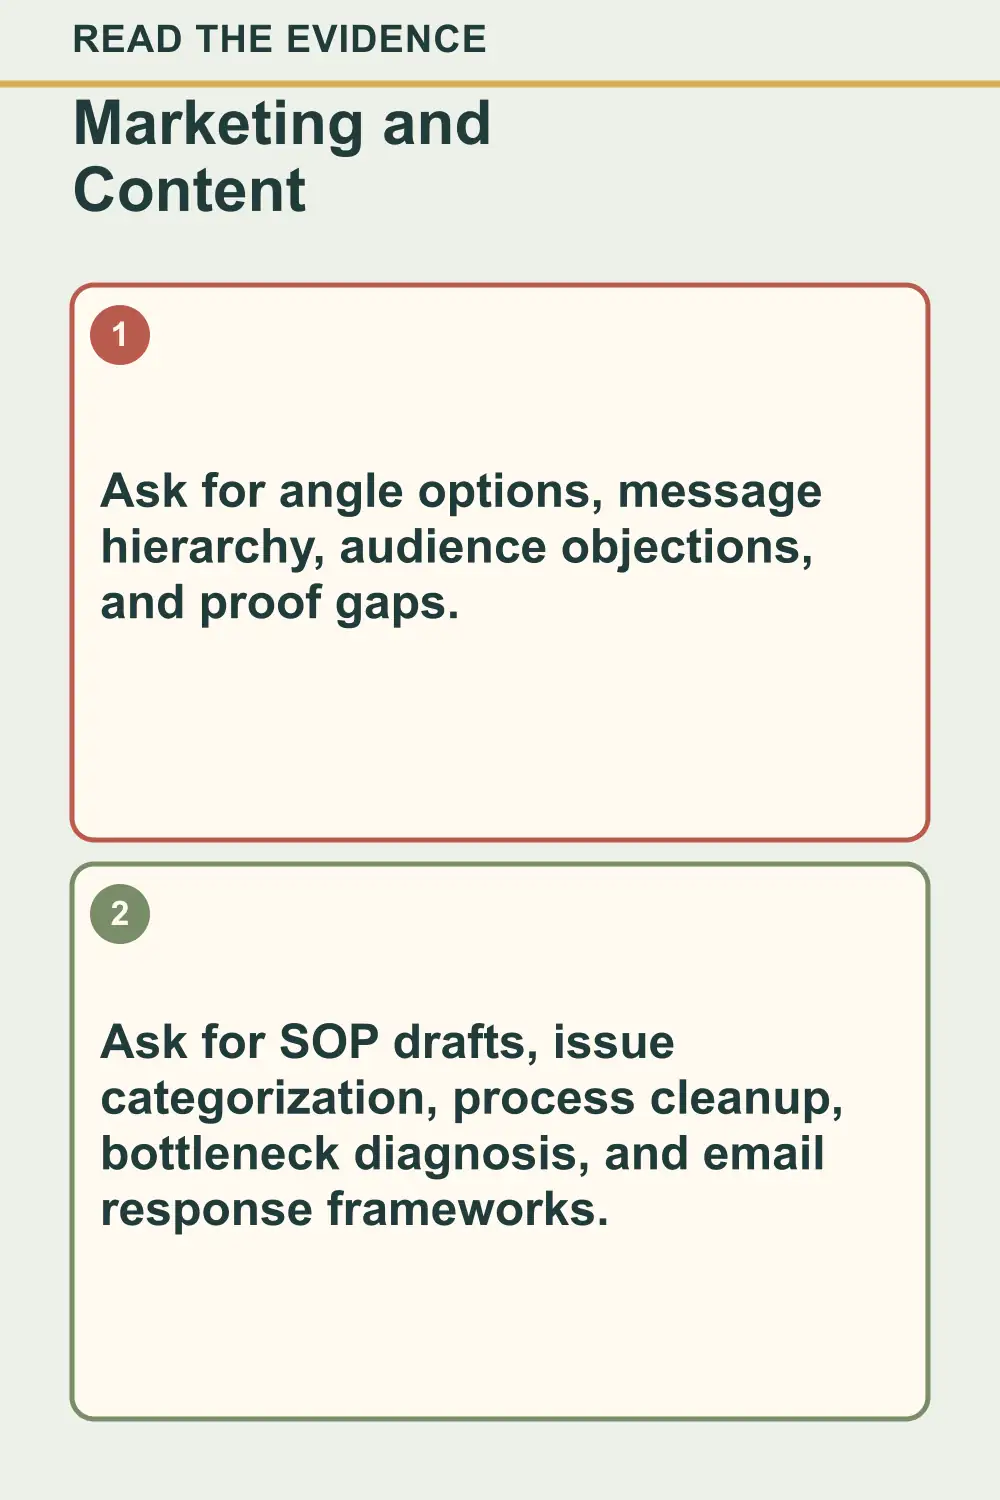 READ THE EVIDENCE
Marketing and
Content
1
Ask for angle options, message
hierarchy, audience objections,
and proof gaps.
2
Ask for SOP drafts, issue
categorization, process cleanup,
bottleneck diagnosis, and email
response frameworks.